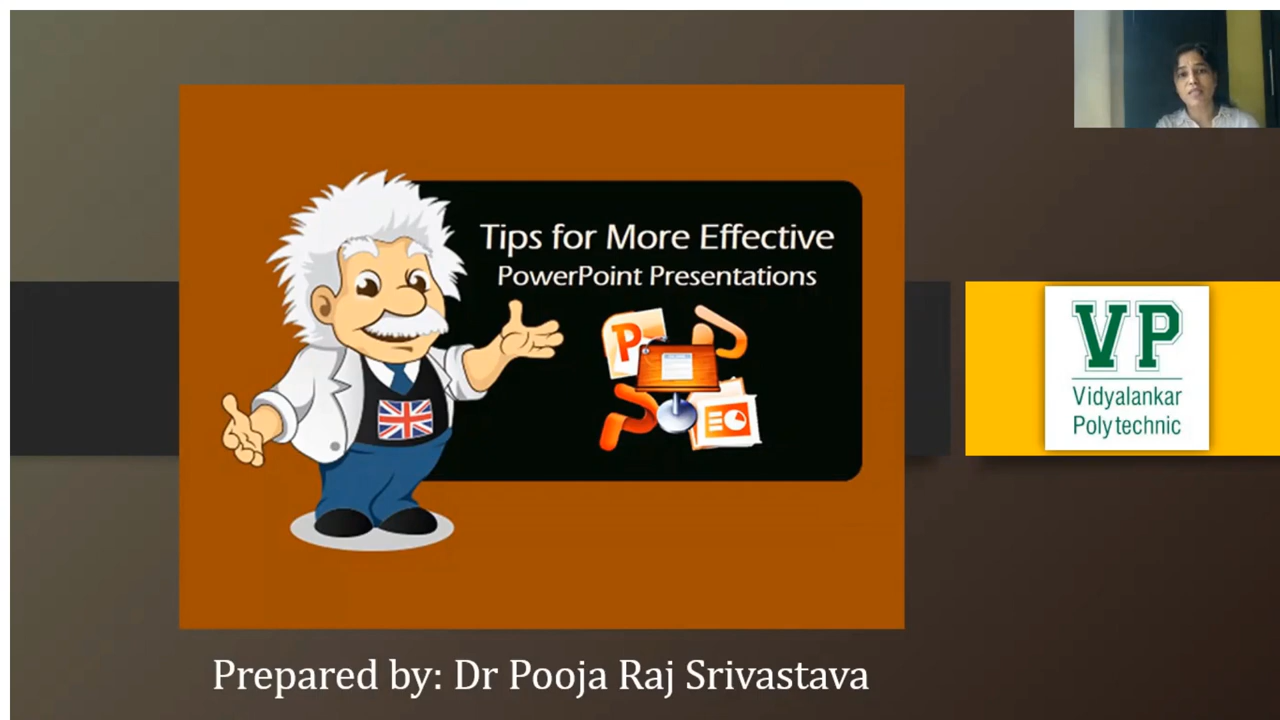 Tips for More Effective
PowerPoint Presentations
P
VP
Vidyalankar
Polytechnic
Prepared by: Dr Pooja Raj Srivastava